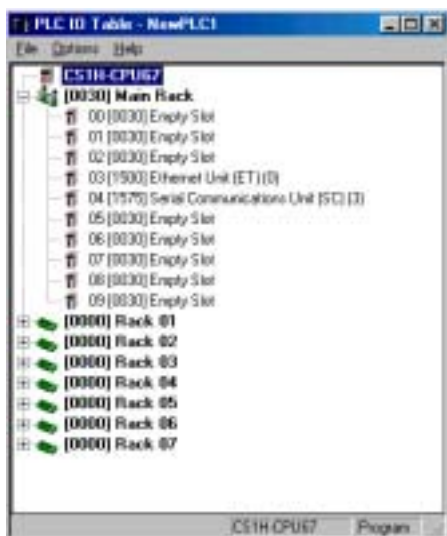 PLC IO Table - NewPLC1
File Options Help
CS1H-CPU67
[0030] Main Rack
00 [0030] Empty Slot
01 [0030] Empty Slot
02 [0030] Empty Slot
03 [1500] Ethernet Unit (ET) (0)
04 [1575] Serial Communications Unit (SC) (3)
05 [0030] Empty Slot
06 [0030] Empty Slot
07 [0030] Empty Slot
08 [0030] Empty Slot
09 [0030] Empty Slot
[0000] Rack 01
[0000] Rack 02
[0000] Rack 03
[0000] Rack 04
[0000] Rack 05
[0000] Rack 06
[0000] Rack 07
CS1H-CPU67 Program